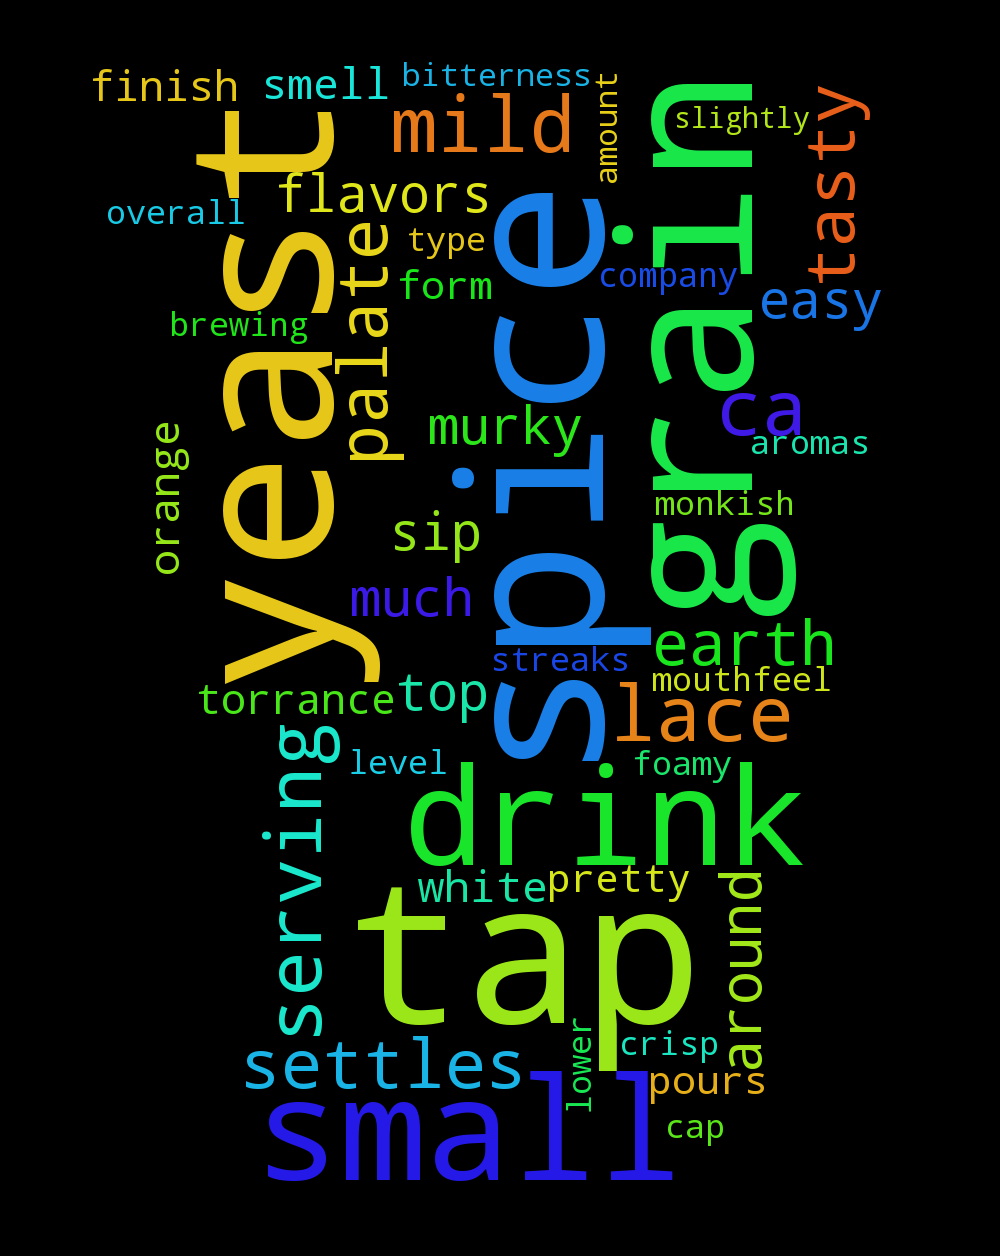 finish
smell
bitterness
amount
mild
slightly
tasty
yeast
flavors
overall
palate
type
spice
grain
company
form
easy
brewing
ca
murky
aromas
orange
monkish
sip
much
earth
streaks
mouthfeel
torrance
top
lace
serving
level
foamy
drink
white
pretty
around
tap
lower
crisp
settles
pours
small
cap